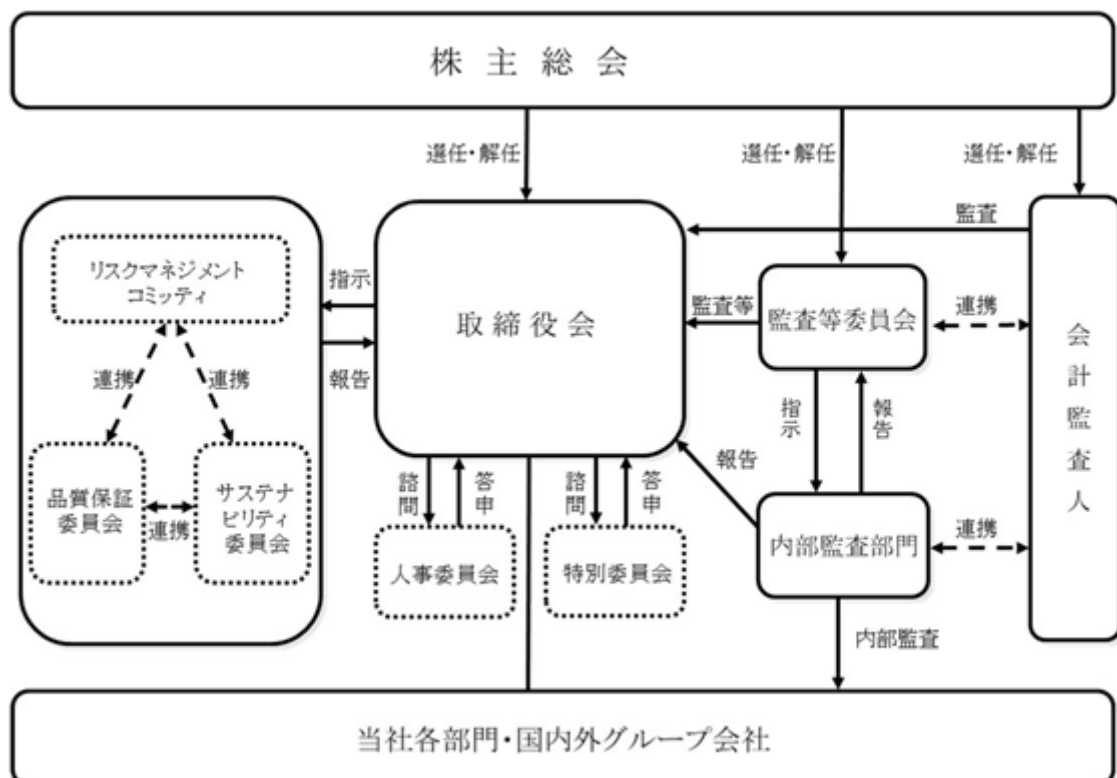 株主総会
選任・解任
選任・解任
選任・解任
リスクマネジメント
コミッティ
連携
連携
品質保証
委員会
連携
サステナ
ビリティ
委員会
指示
報告
取締役会
監査
監査等
監査等委員会
連携
会計監査人
指示
報告
報告
内部監査部門
連携
諮問
答申
諮問
答申
人事委員会
特別委員会
内部監査
当社各部門・国内外グループ会社